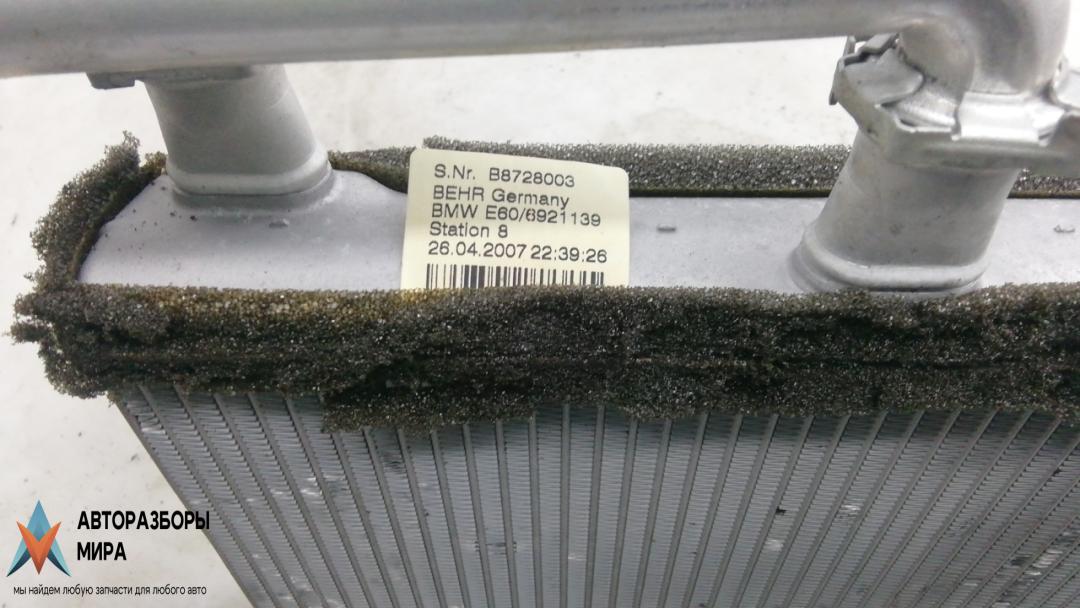 S.Nr. B8728003
BEHR Germany
BMW E60/6921139
Station 8
26.04.2007 22:39:26
АВТОРАЗБОРЫ
МИРА
мы найдем любую запчасти для любого авто